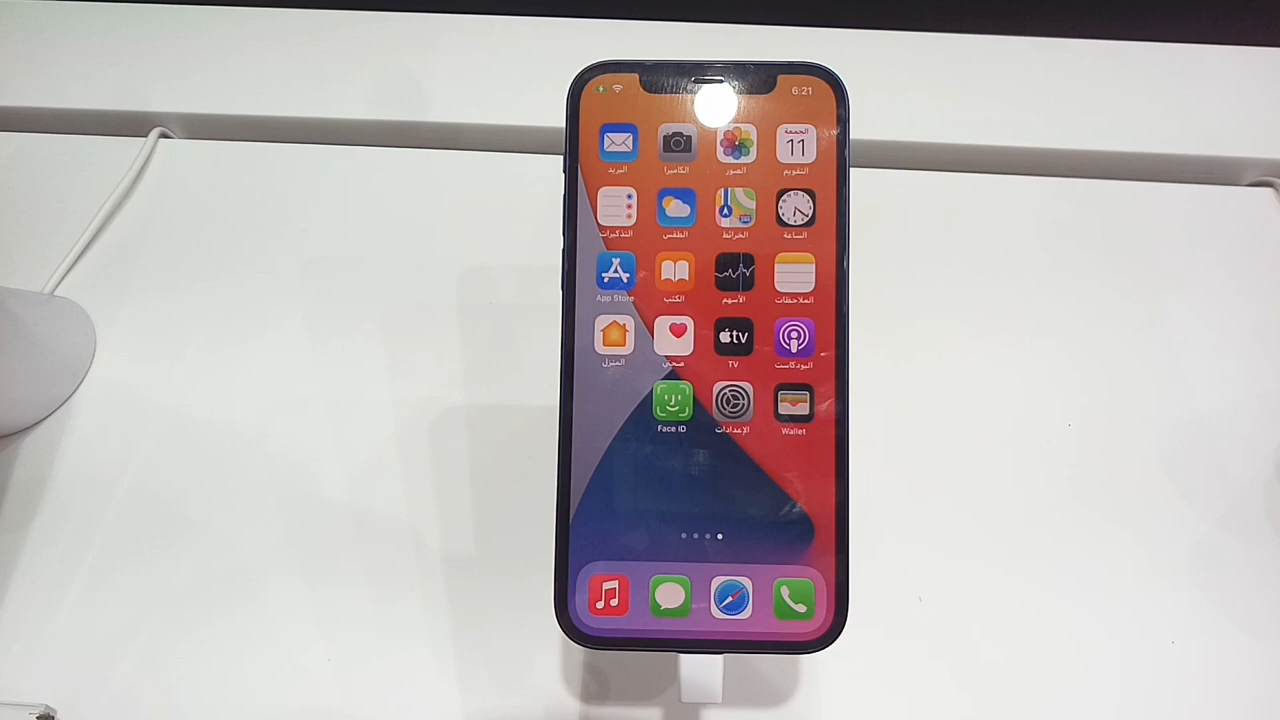 6:21
الجمعة
11
التقويم
الصور
الكاميرا
البريد
الساعة
الخرائط
الطقس
التذكيرات
الملاحظات
الأسهم
الكتب
App Store
البودكاست
tv
TV
صحتي
المنزل
Wallet
الإعدادات
Face ID